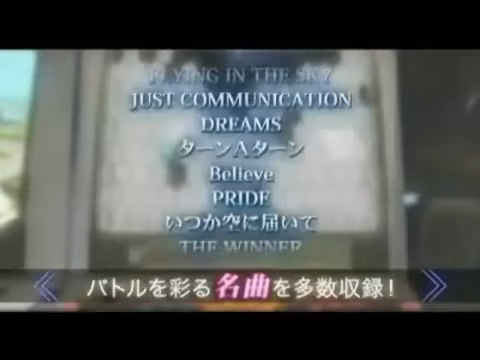 FLYING IN THE SKY
JUST COMMUNICATION
DREAMS
ターンAターン
Believe
PRIDE
いつか空に届いて
THE WINNER
バトルを彩る名曲を多数収録!